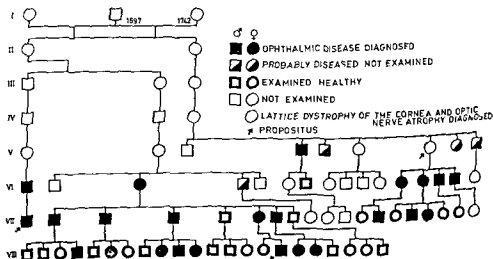 I
1697
1742
♂ ♀
II
OPHTHALMIC DISEASE DIAGNOSED
PROBABLY DISEASED NOT EXAMINED
III
EXAMINED HEALTHY
NOT EXAMINED
LATTICE DYSTROPHY OF THE CORNEA AND OPTIC
NERVE ATROPHY DIAGNOSED
IV
PROPOSITUS
V
VI
VII
VIII